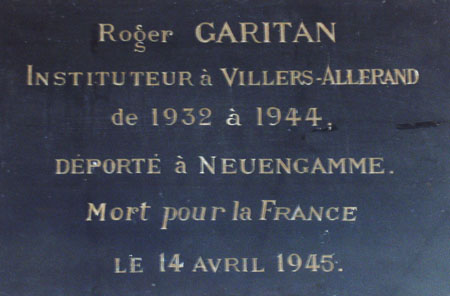 Roger GARITAN
INSTITUTEUR à VILLERS-ALLERAND
de 1932 à 1944,
DÉPORTÉ à NEUENGAMME.
Mort pour la FRANCE
LE 14 AVRIL 1945.